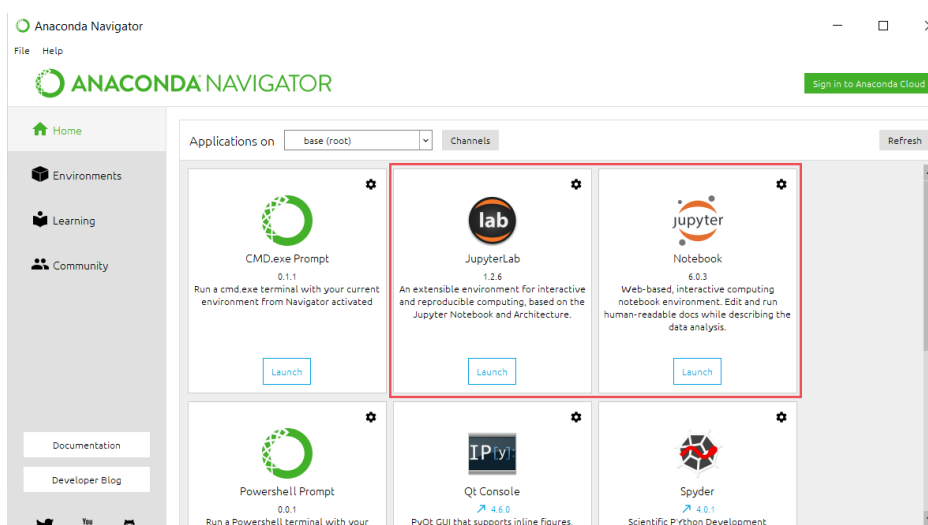 Anaconda Navigator
File Help
ANACONDA NAVIGATOR
Sign in to Anaconda Cloud
Home
Environments
Learning
Community
Documentation
Developer Blog
You
Applications on base (root) Channels Refresh
CMD.exe Prompt
0.1.1
Run a cmd.exe terminal with your current
environment from Navigator activated
Launch
lab
JupyterLab
1.2.6
An extensible environment for interactive
and reproducible computing, based on the
Jupyter Notebook and Architecture.
Launch
jupyter
Notebook
6.0.3
Web-based, interactive computing
notebook environment. Edit and run
human-readable docs while describing the
data analysis.
Launch
Powershell Prompt
0.0.1
Run a Powershell terminal with your
IP[y]:
Qt Console
4.6.0
PyQt GUI that supports inline figures,
Spyder
4.0.1
Scientific PYthon Development